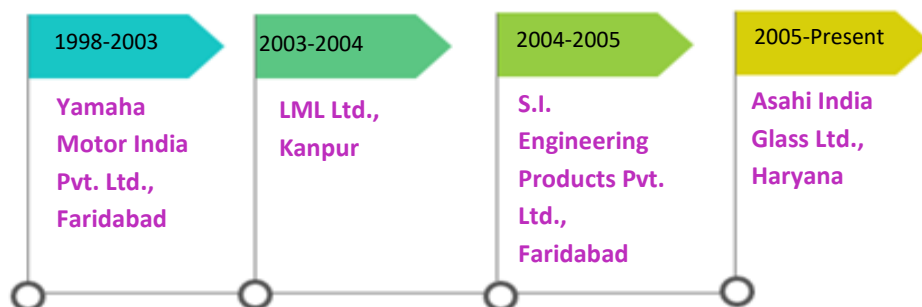 1998-2003
Yamaha
Motor India
Pvt. Ltd.,
Faridabad
2003-2004
LML Ltd.,
Kanpur
2004-2005
S.I.
Engineering
Products Pvt.
Ltd.,
Faridabad
2005-Present
Asahi India
Glass Ltd.,
Haryana